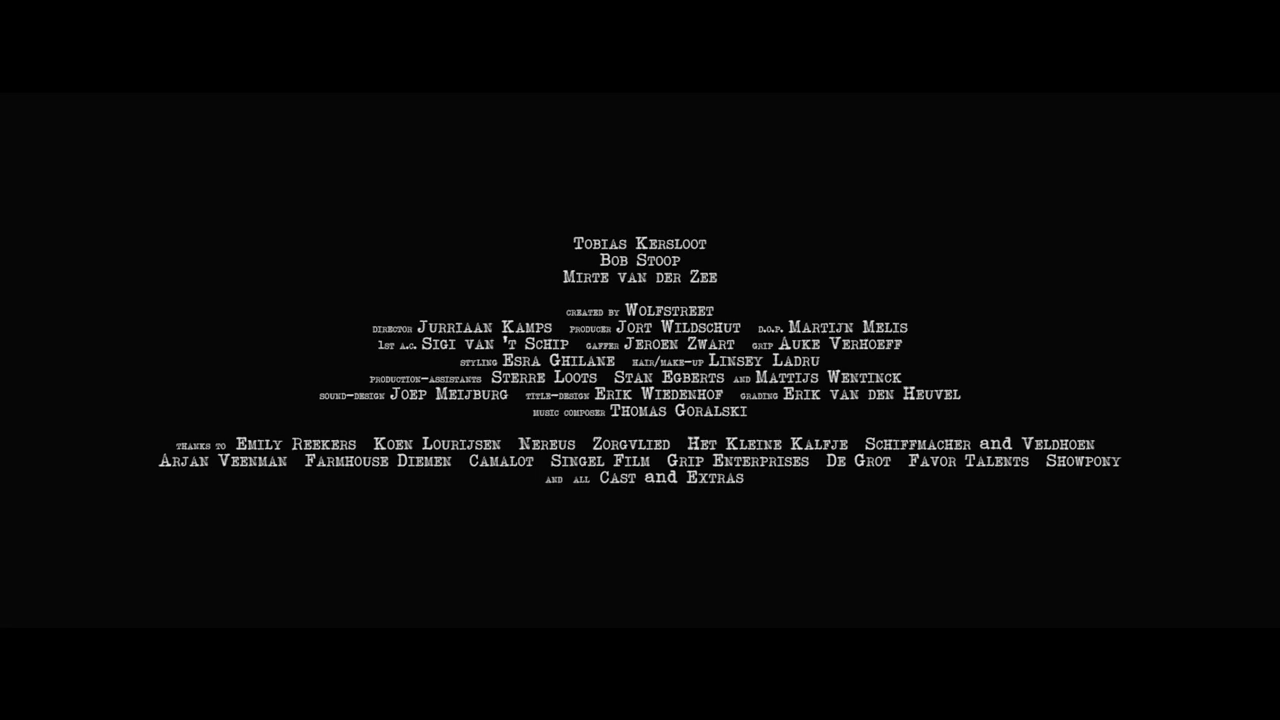 Tobias Kersloot
Bob Stoop
Mirte van der Zee
created by Wolfstreet
director Jurriaan Kamps producer Jort Wildschut d.o.p. Martijn Melis
1st a.c. Sigi van 't Schip gaffer Jeroen Zwart grip Auke Verhoeff
styling Esra Ghilane hair/make-up Linsey Ladru
production-assistants Sterre Loots Stan Egberts and Mattijs Wentinck
sound-design Joep Meijburg title-design Erik Wiedenhof grading Erik van den Heuvel
music composer Thomas Goralski
thanks to Emily Reekers Koen Lourijsen Nereus Zorgvlied Het Kleine Kalfje Schiffmacher and Veldhoen
Arjan Veenman Farmhouse Diemen Camalot Singel Film Grip Enterprises De Grot Favor Talents Showpony
and all Cast and Extras